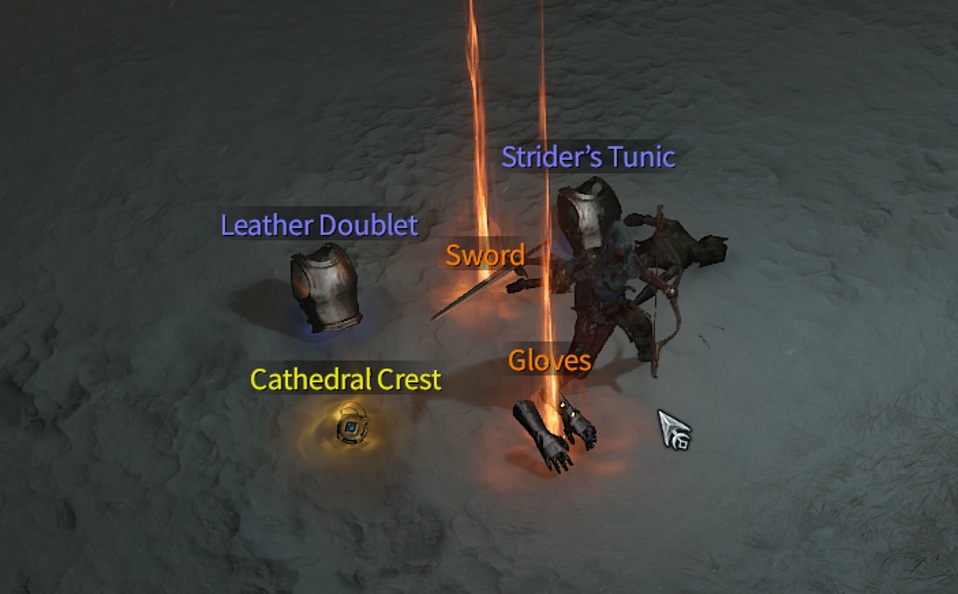 Strider’s Tunic
Leather Doublet
Sword
Gloves
Cathedral Crest